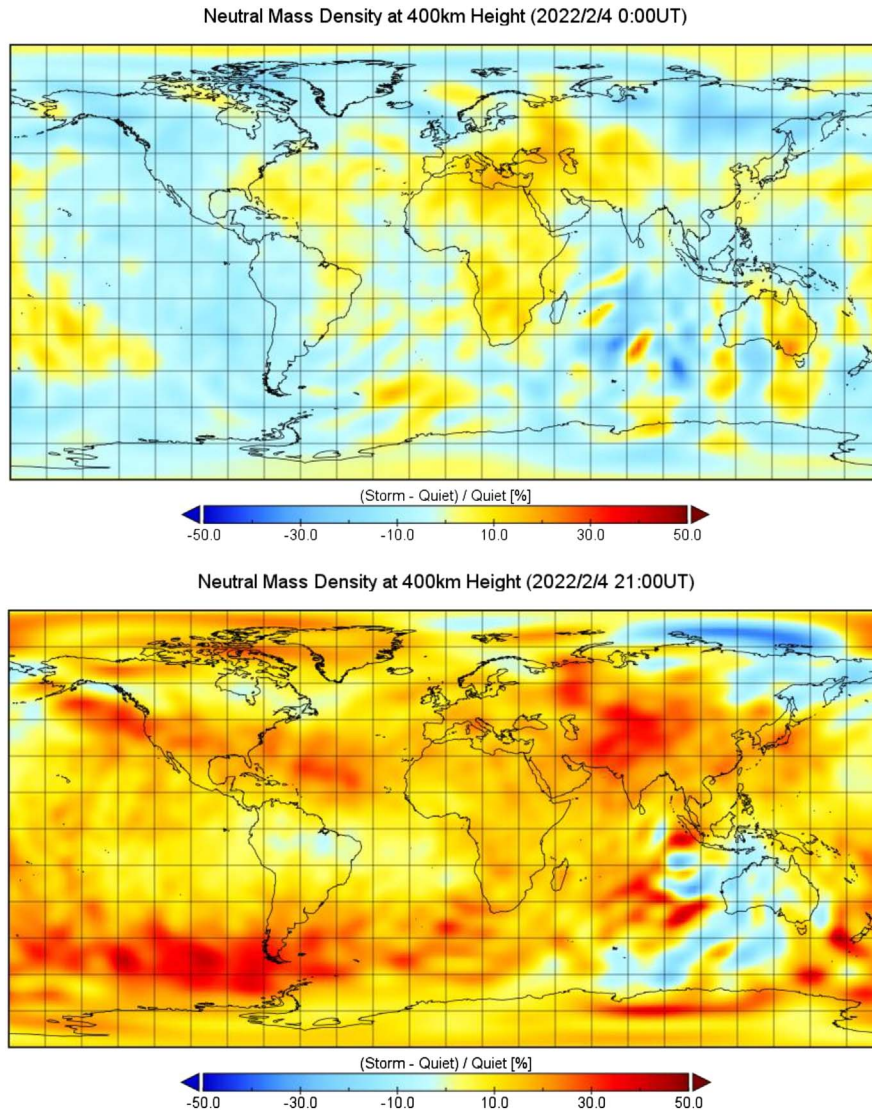 Neutral Mass Density at 400km Height (2022/2/4 0:00UT)
(Storm - Quiet) / Quiet [%]
-50.0 -30.0 -10.0 10.0 30.0 50.0
Neutral Mass Density at 400km Height (2022/2/4 21:00UT)
(Storm - Quiet) / Quiet [%]
-50.0 -30.0 -10.0 10.0 30.0 50.0